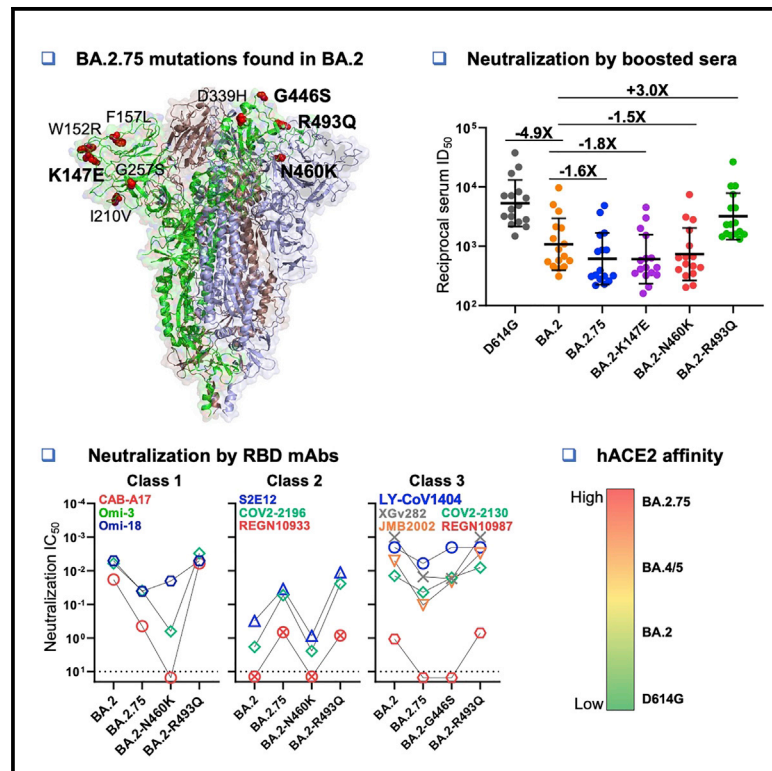 BA.2.75 mutations found in BA.2
D339H
G446S
F157L
R493Q
W152R
K147E
G257S
N460K
I210V
Neutralization by boosted sera
+3.0X
-1.5X
-4.9X
-1.8X
-1.6X
Reciprocal serum ID50
10^5
10^4
10^3
10^2
D614G
BA.2
BA.2.75
BA.2-K147E
BA.2-N460K
BA.2-R493Q
Neutralization by RBD mAbs
Class 1
CAB-A17
Omi-3
Omi-18
Class 2
S2E12
COV2-2196
REGN10933
Class 3
LY-CoV1404
XGv282 COV2-2130
JMB2002 REGN10987
Neutralization IC50
10^-4
10^-3
10^-2
10^-1
10^0
10^1
BA.2
BA.2.75
BA.2-N460K
BA.2-R493Q
BA.2
BA.2.75
BA.2-N460K
BA.2-R493Q
BA.2
BA.2.75
BA.2-G446S
BA.2-R493Q
hACE2 affinity
High
BA.2.75
BA.4/5
BA.2
D614G
Low